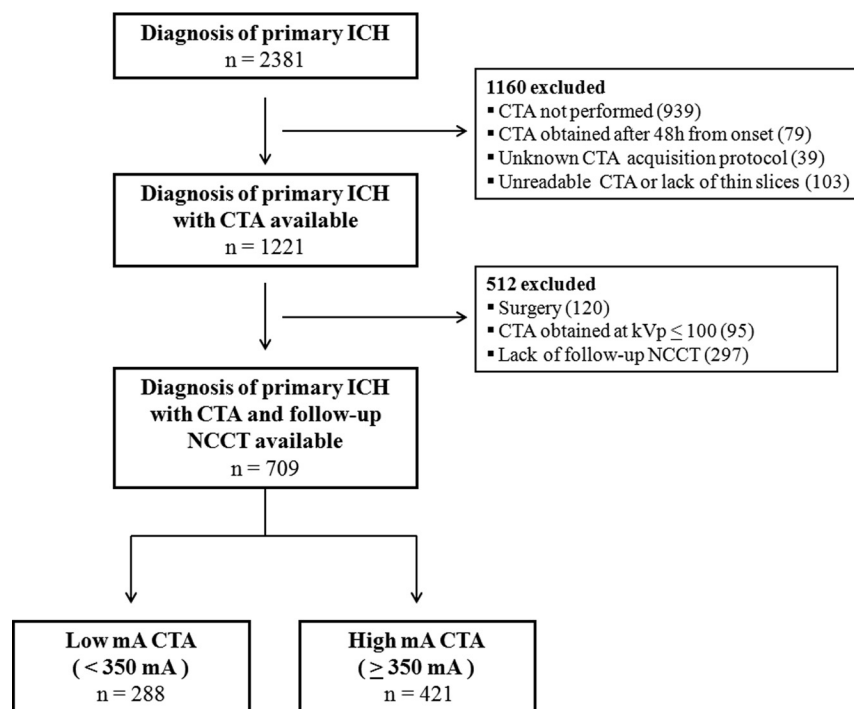 Diagnosis of primary ICH
n = 2381
1160 excluded
▪ CTA not performed (939)
▪ CTA obtained after 48h from onset (79)
▪ Unknown CTA acquisition protocol (39)
▪ Unreadable CTA or lack of thin slices (103)
Diagnosis of primary ICH
with CTA available
n = 1221
512 excluded
▪ Surgery (120)
▪ CTA obtained at kVp ≤ 100 (95)
▪ Lack of follow-up NCCT (297)
Diagnosis of primary ICH
with CTA and follow-up
NCCT available
n = 709
Low mA CTA
( < 350 mA )
n = 288
High mA CTA
( ≥ 350 mA )
n = 421